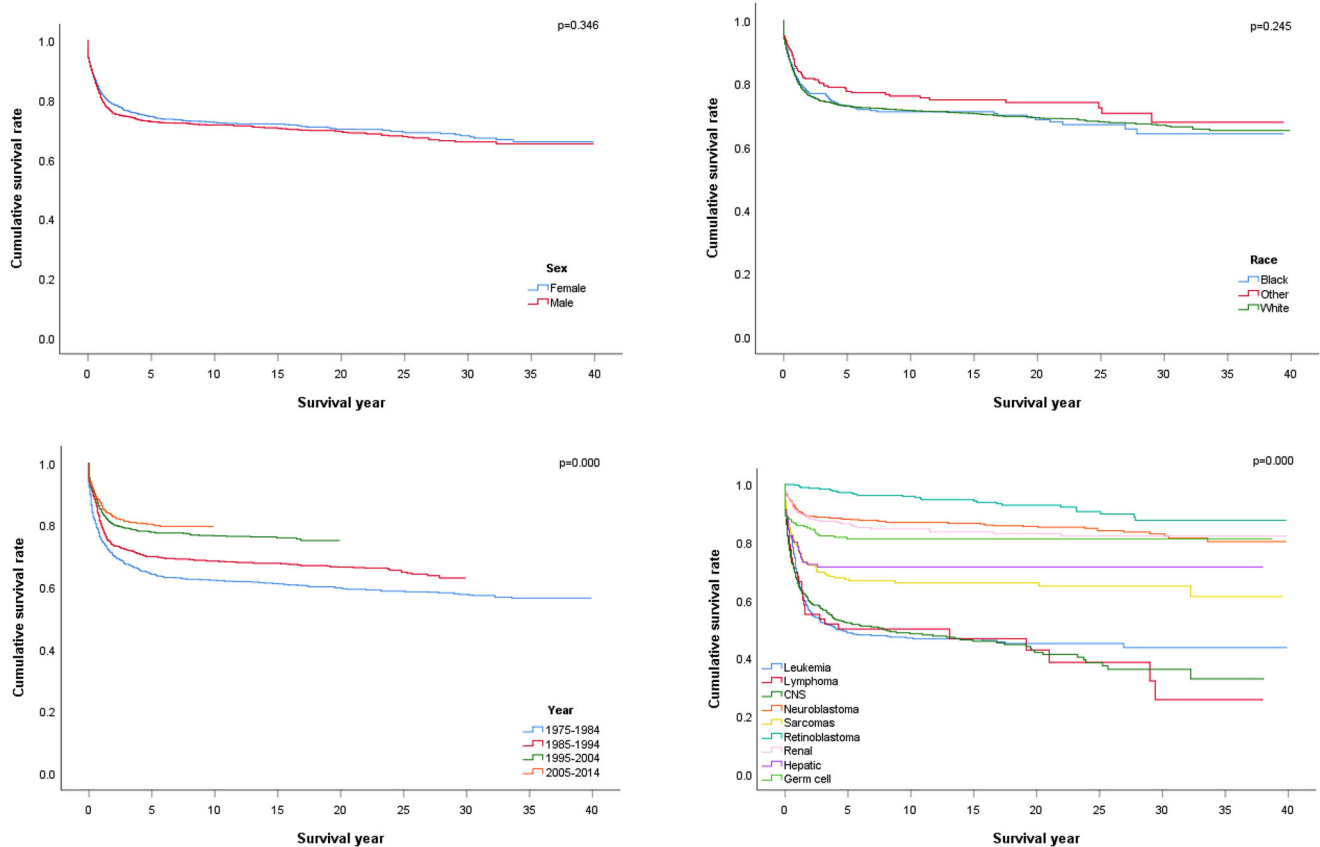 p=0.346
1.0
0.8
0.6
0.4
0.2
0.0
Cumulative survival rate
Sex
Female
Male
0 5 10 15 20 25 30 35 40
Survival year
p=0.245
1.0
0.8
0.6
0.4
0.2
0.0
Cumulative survival rate
Race
Black
Other
White
0 5 10 15 20 25 30 35 40
Survival year
p=0.000
1.0
0.8
0.6
0.4
0.2
0.0
Cumulative survival rate
Year
1975-1984
1985-1994
1995-2004
2005-2014
0 5 10 15 20 25 30 35 40
Survival year
p=0.000
1.0
0.8
0.6
0.4
0.2
0.0
Cumulative survival rate
Leukemia
Lymphoma
CNS
Neuroblastoma
Sarcomas
Retinoblastoma
Renal
Hepatic
Germ cell
0 5 10 15 20 25 30 35 40
Survival year